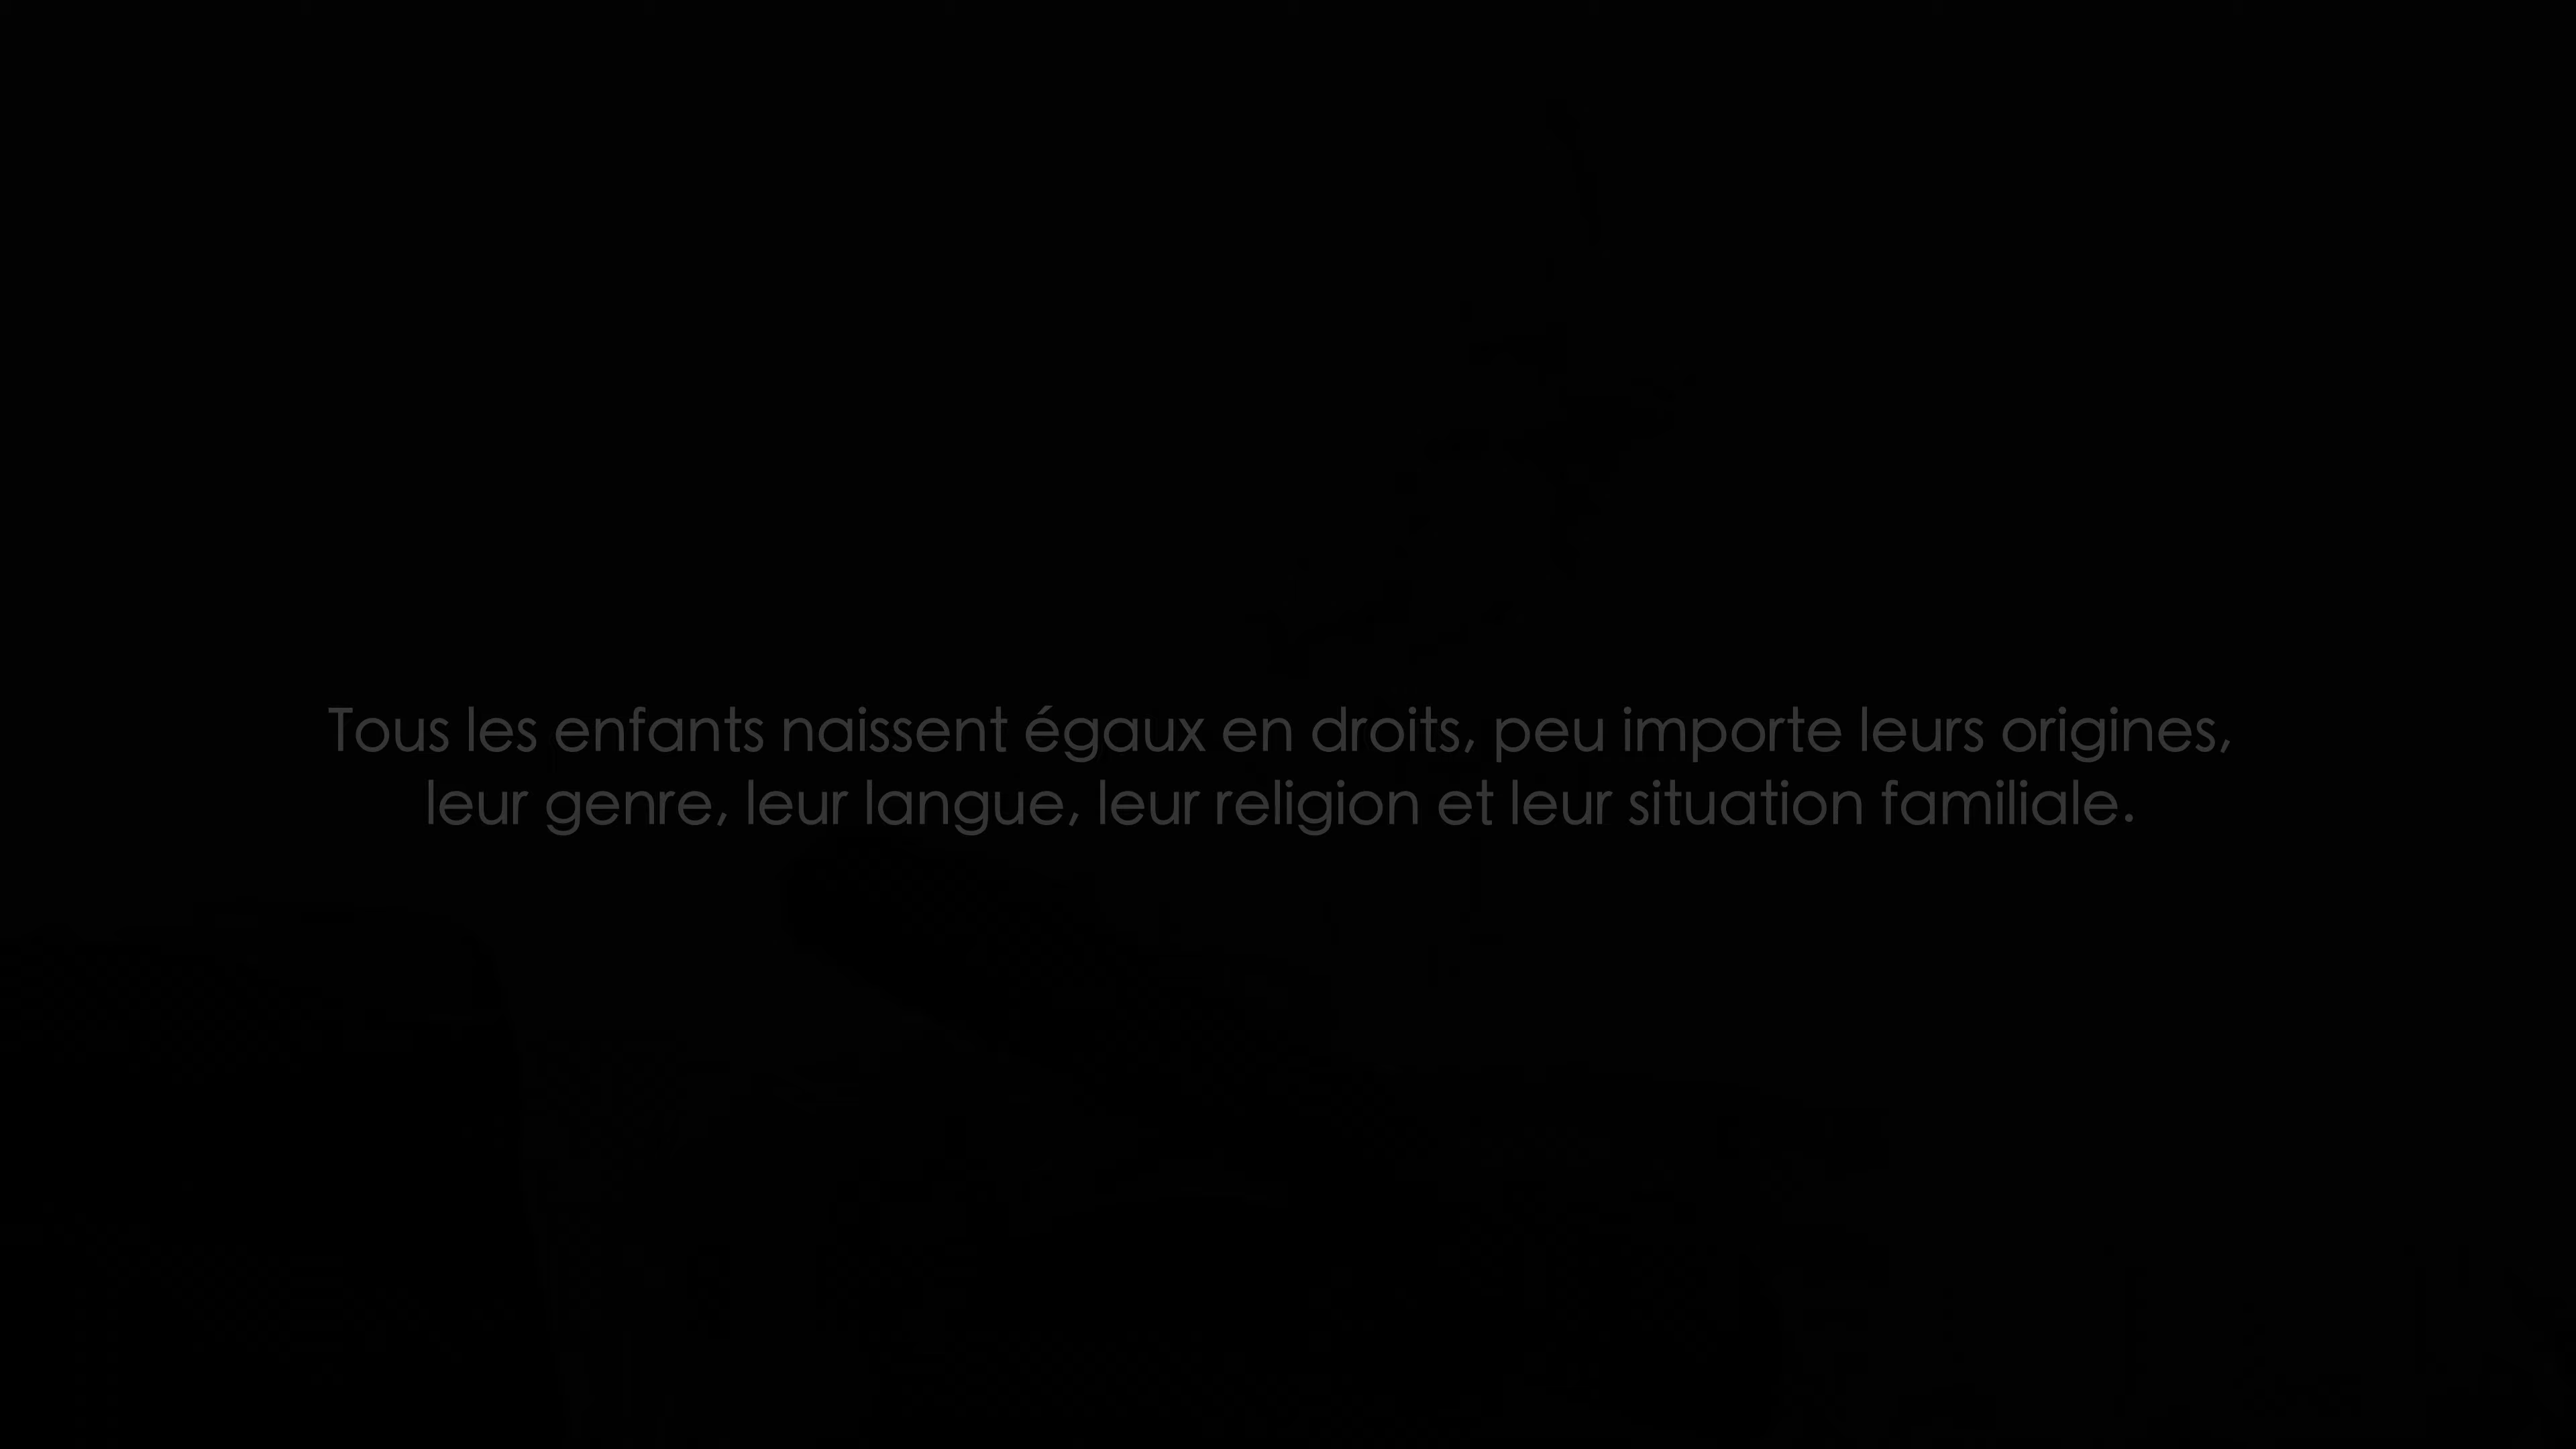 Tous les enfants naissent égaux en droits, peu importe leurs origines,
leur genre, leur langue, leur religion et leur situation familiale.